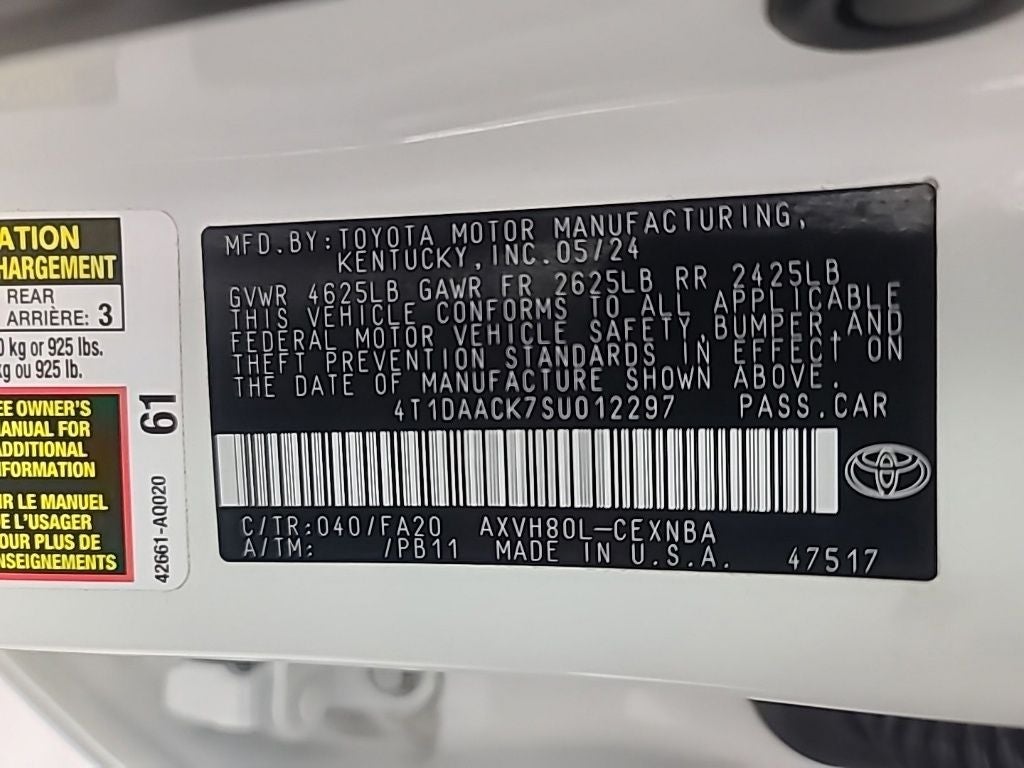 ATION
HARGEMENT
REAR
ARRIÈRE: 3
0 kg or 925 lbs.
kg ou 925 lb.
EE OWNER'S
ANUAL FOR
ADDITIONAL
NFORMATION
IR LE MANUEL
E L'USAGER
OUR PLUS DE
NSEIGNEMENTS
61
42661-AQ020
MFD.BY:TOYOTA MOTOR MANUFACTURING,
KENTUCKY,INC.05/24
GVWR 4625LB GAWR FR 2625LB RR 2425LB
THIS VEHICLE CONFORMS TO ALL APPLICABLE
FEDERAL MOTOR VEHICLE SAFETY,BUMPER,AND
THEFT PREVENTION STANDARDS IN EFFECT ON
THE DATE OF MANUFACTURE SHOWN ABOVE.
4T1DAACK7SU012297 PASS.CAR
C/TR:040/FA20 AXVH80L-CEXNBA
A/TM: /PB11 MADE IN U.S.A. 47517